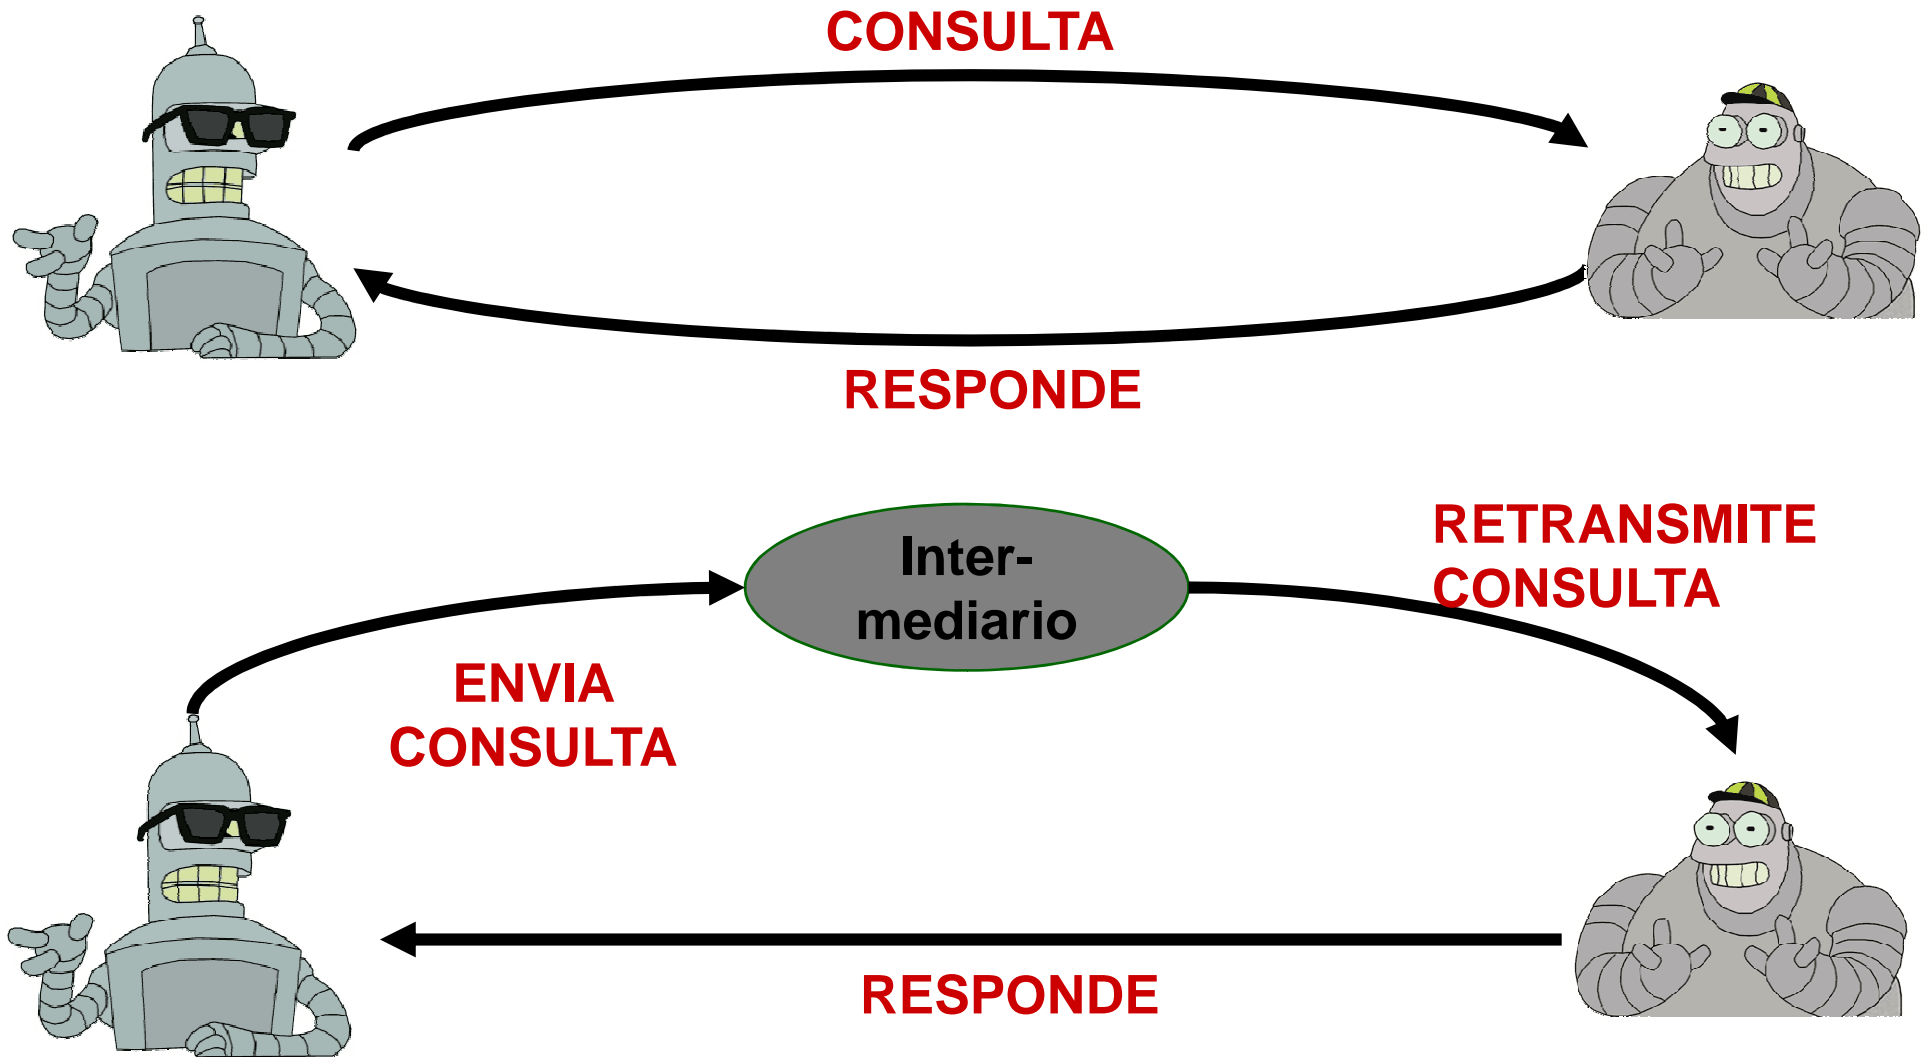 CONSULTA
RESPONDE
Inter-
mediario
RETRANSMITE
CONSULTA
ENVIA
CONSULTA
RESPONDE